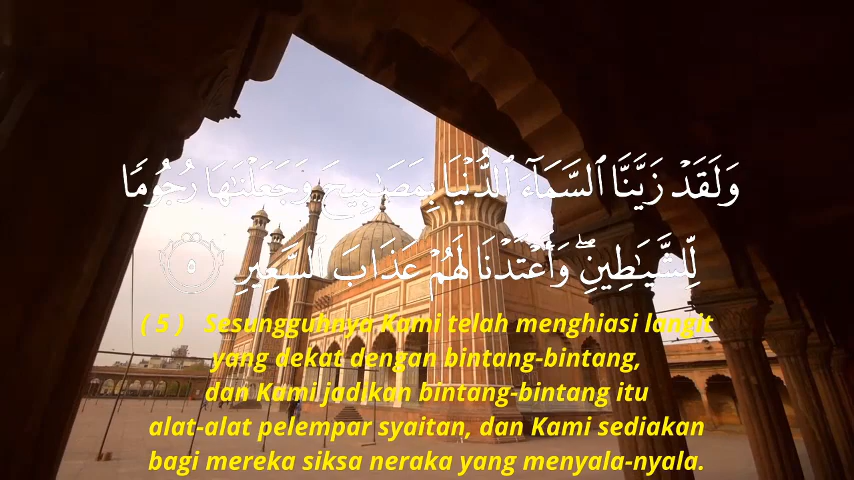 وَلَقَدْ زَيَّنَّا ٱلسَّمَآءَ ٱلدُّنْيَا بِمَصَٰبِيحَ وَجَعَلْنَٰهَا رُجُومًا
لِّلشَّيَٰطِينِ ۖ وَأَعْتَدْنَا لَهُمْ عَذَابَ ٱلسَّعِيرِ ٥
( 5 ) Sesungguhnya Kami telah menghiasi langit
yang dekat dengan bintang-bintang,
dan Kami jadikan bintang-bintang itu
alat-alat pelempar syaitan, dan Kami sediakan
bagi mereka siksa neraka yang menyala-nyala.